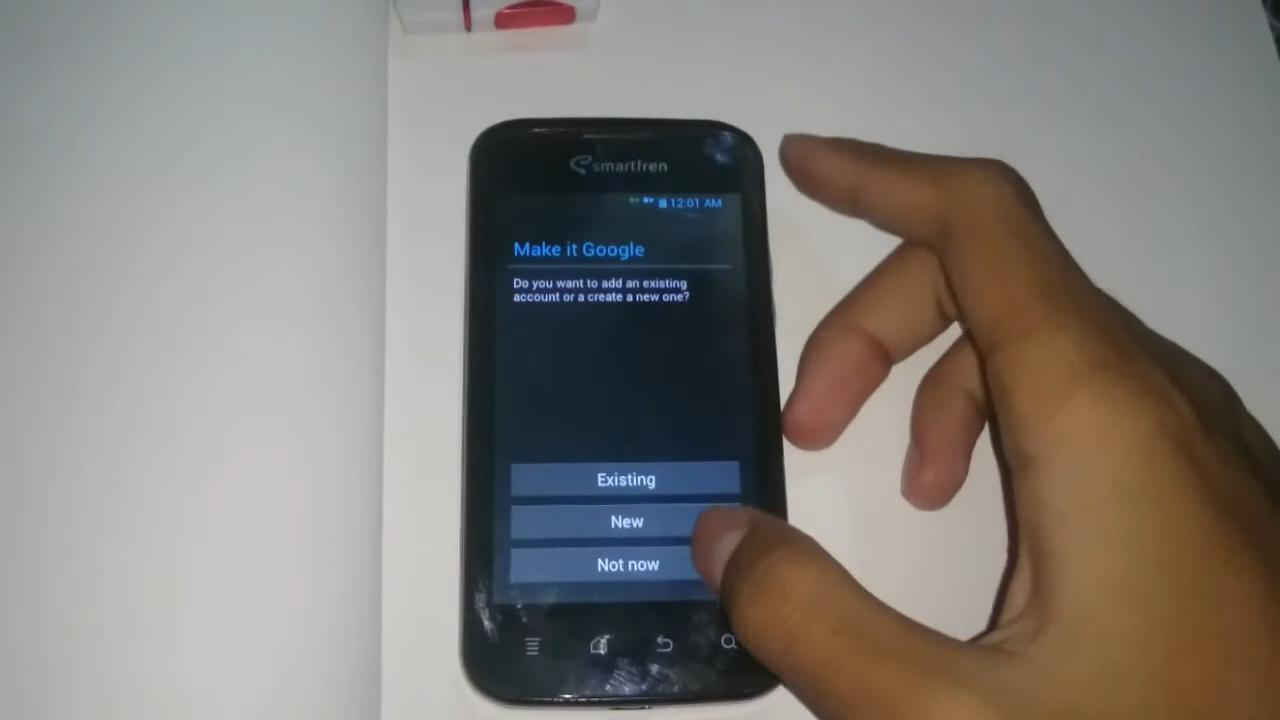 smartfren
12:01 AM
Make it Google
Do you want to add an existing
account or a create a new one?
Existing
New
Not now